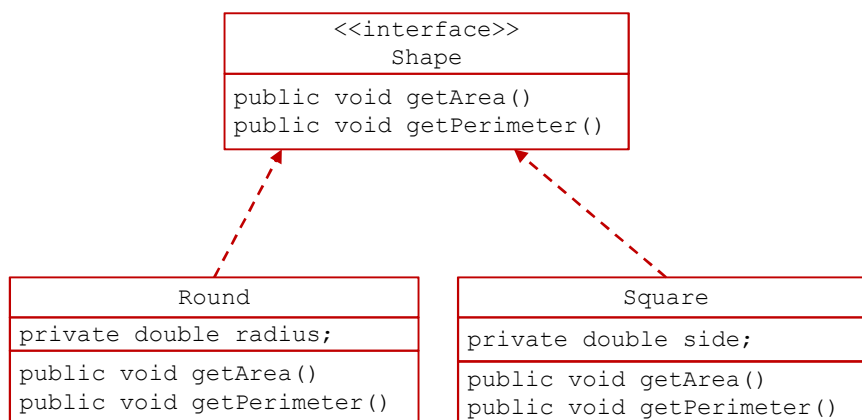 <<interface>>
Shape
public void getArea()
public void getPerimeter()
Round
private double radius;
public void getArea()
public void getPerimeter()
Square
private double side;
public void getArea()
public void getPerimeter()